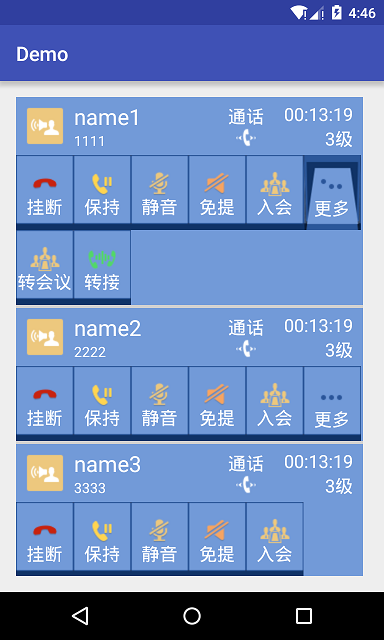 4:46
Demo
name1 通话 00:13:19
1111 3级
挂断 保持 静音 免提 入会 更多
转会议 转接
name2 通话 00:13:19
2222 3级
挂断 保持 静音 免提 入会 更多
name3 通话 00:13:19
3333 3级
挂断 保持 静音 免提 入会